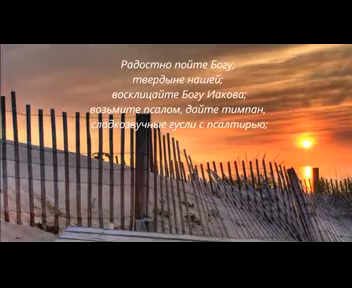 Радостно пойте Богу,
твердыне нашей;
восклицайте Богу Иакова;
возьмите псалом, дайте тимпан,
сладкозвучные гусли с псалтирью;